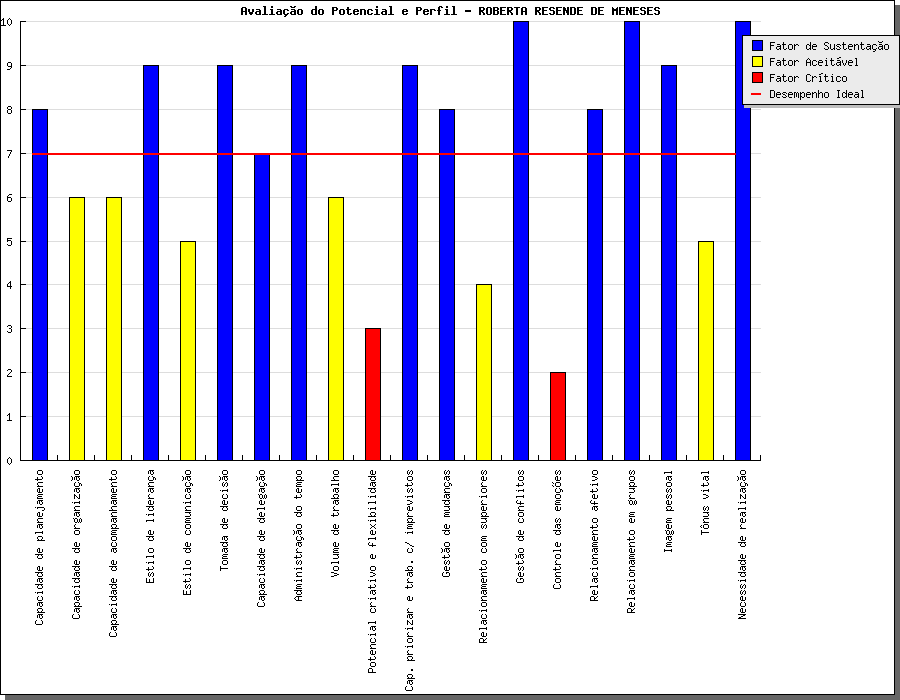 Avaliação do Potencial e Perfil - ROBERTA RESENDE DE MENESES
Fator de Sustentação
Fator Aceitável
Fator Crítico
Desempenho Ideal
10
9
8
7
6
5
4
3
2
1
0
Capacidade de planejamento
Capacidade de organização
Capacidade de acompanhamento
Estilo de liderança
Estilo de comunicação
Tomada de decisão
Capacidade de delegação
Administração do tempo
Volume de trabalho
Potencial criativo e flexibilidade
Cap. priorizar e trab. c/ imprevistos
Gestão de mudanças
Relacionamento com superiores
Gestão de conflitos
Controle das emoções
Relacionamento afetivo
Relacionamento em grupos
Imagem pessoal
Tônus vital
Necessidade de realização